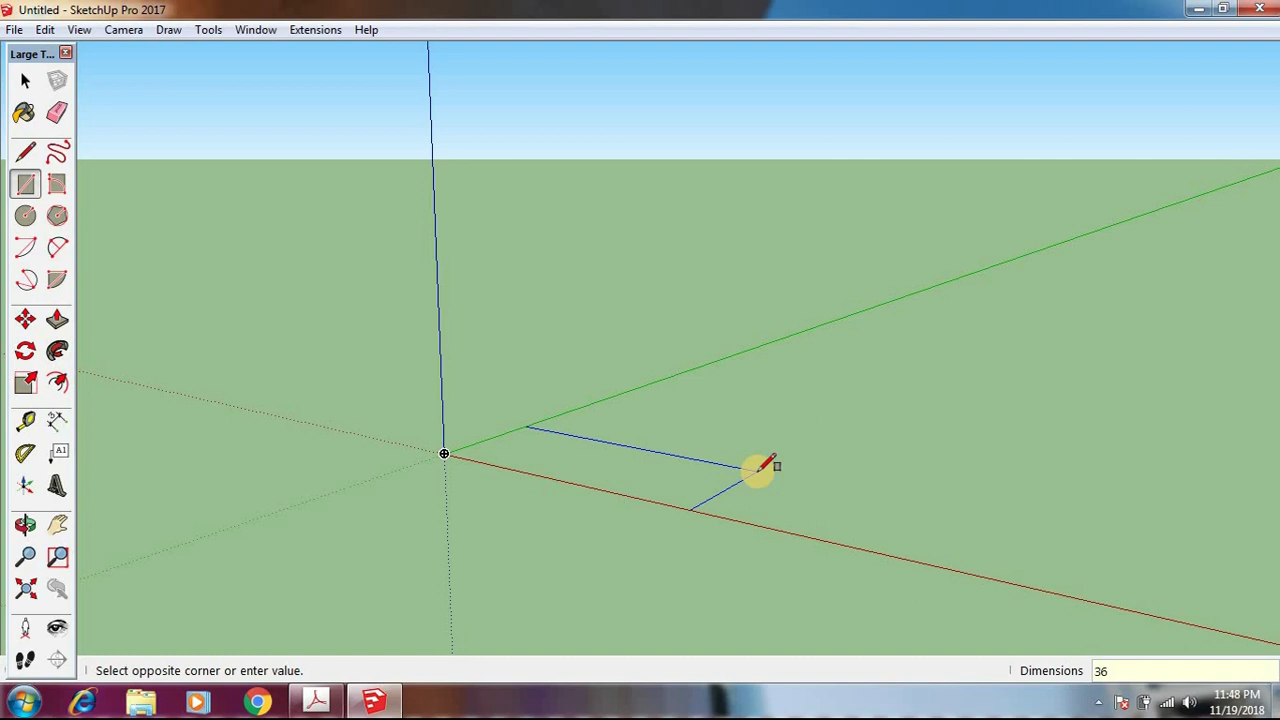 Untitled - SketchUp Pro 2017
File Edit View Camera Draw Tools Window Extensions Help
Large T...
A1
Select opposite corner or enter value.
Dimensions 36
11:48 PM
11/19/2018